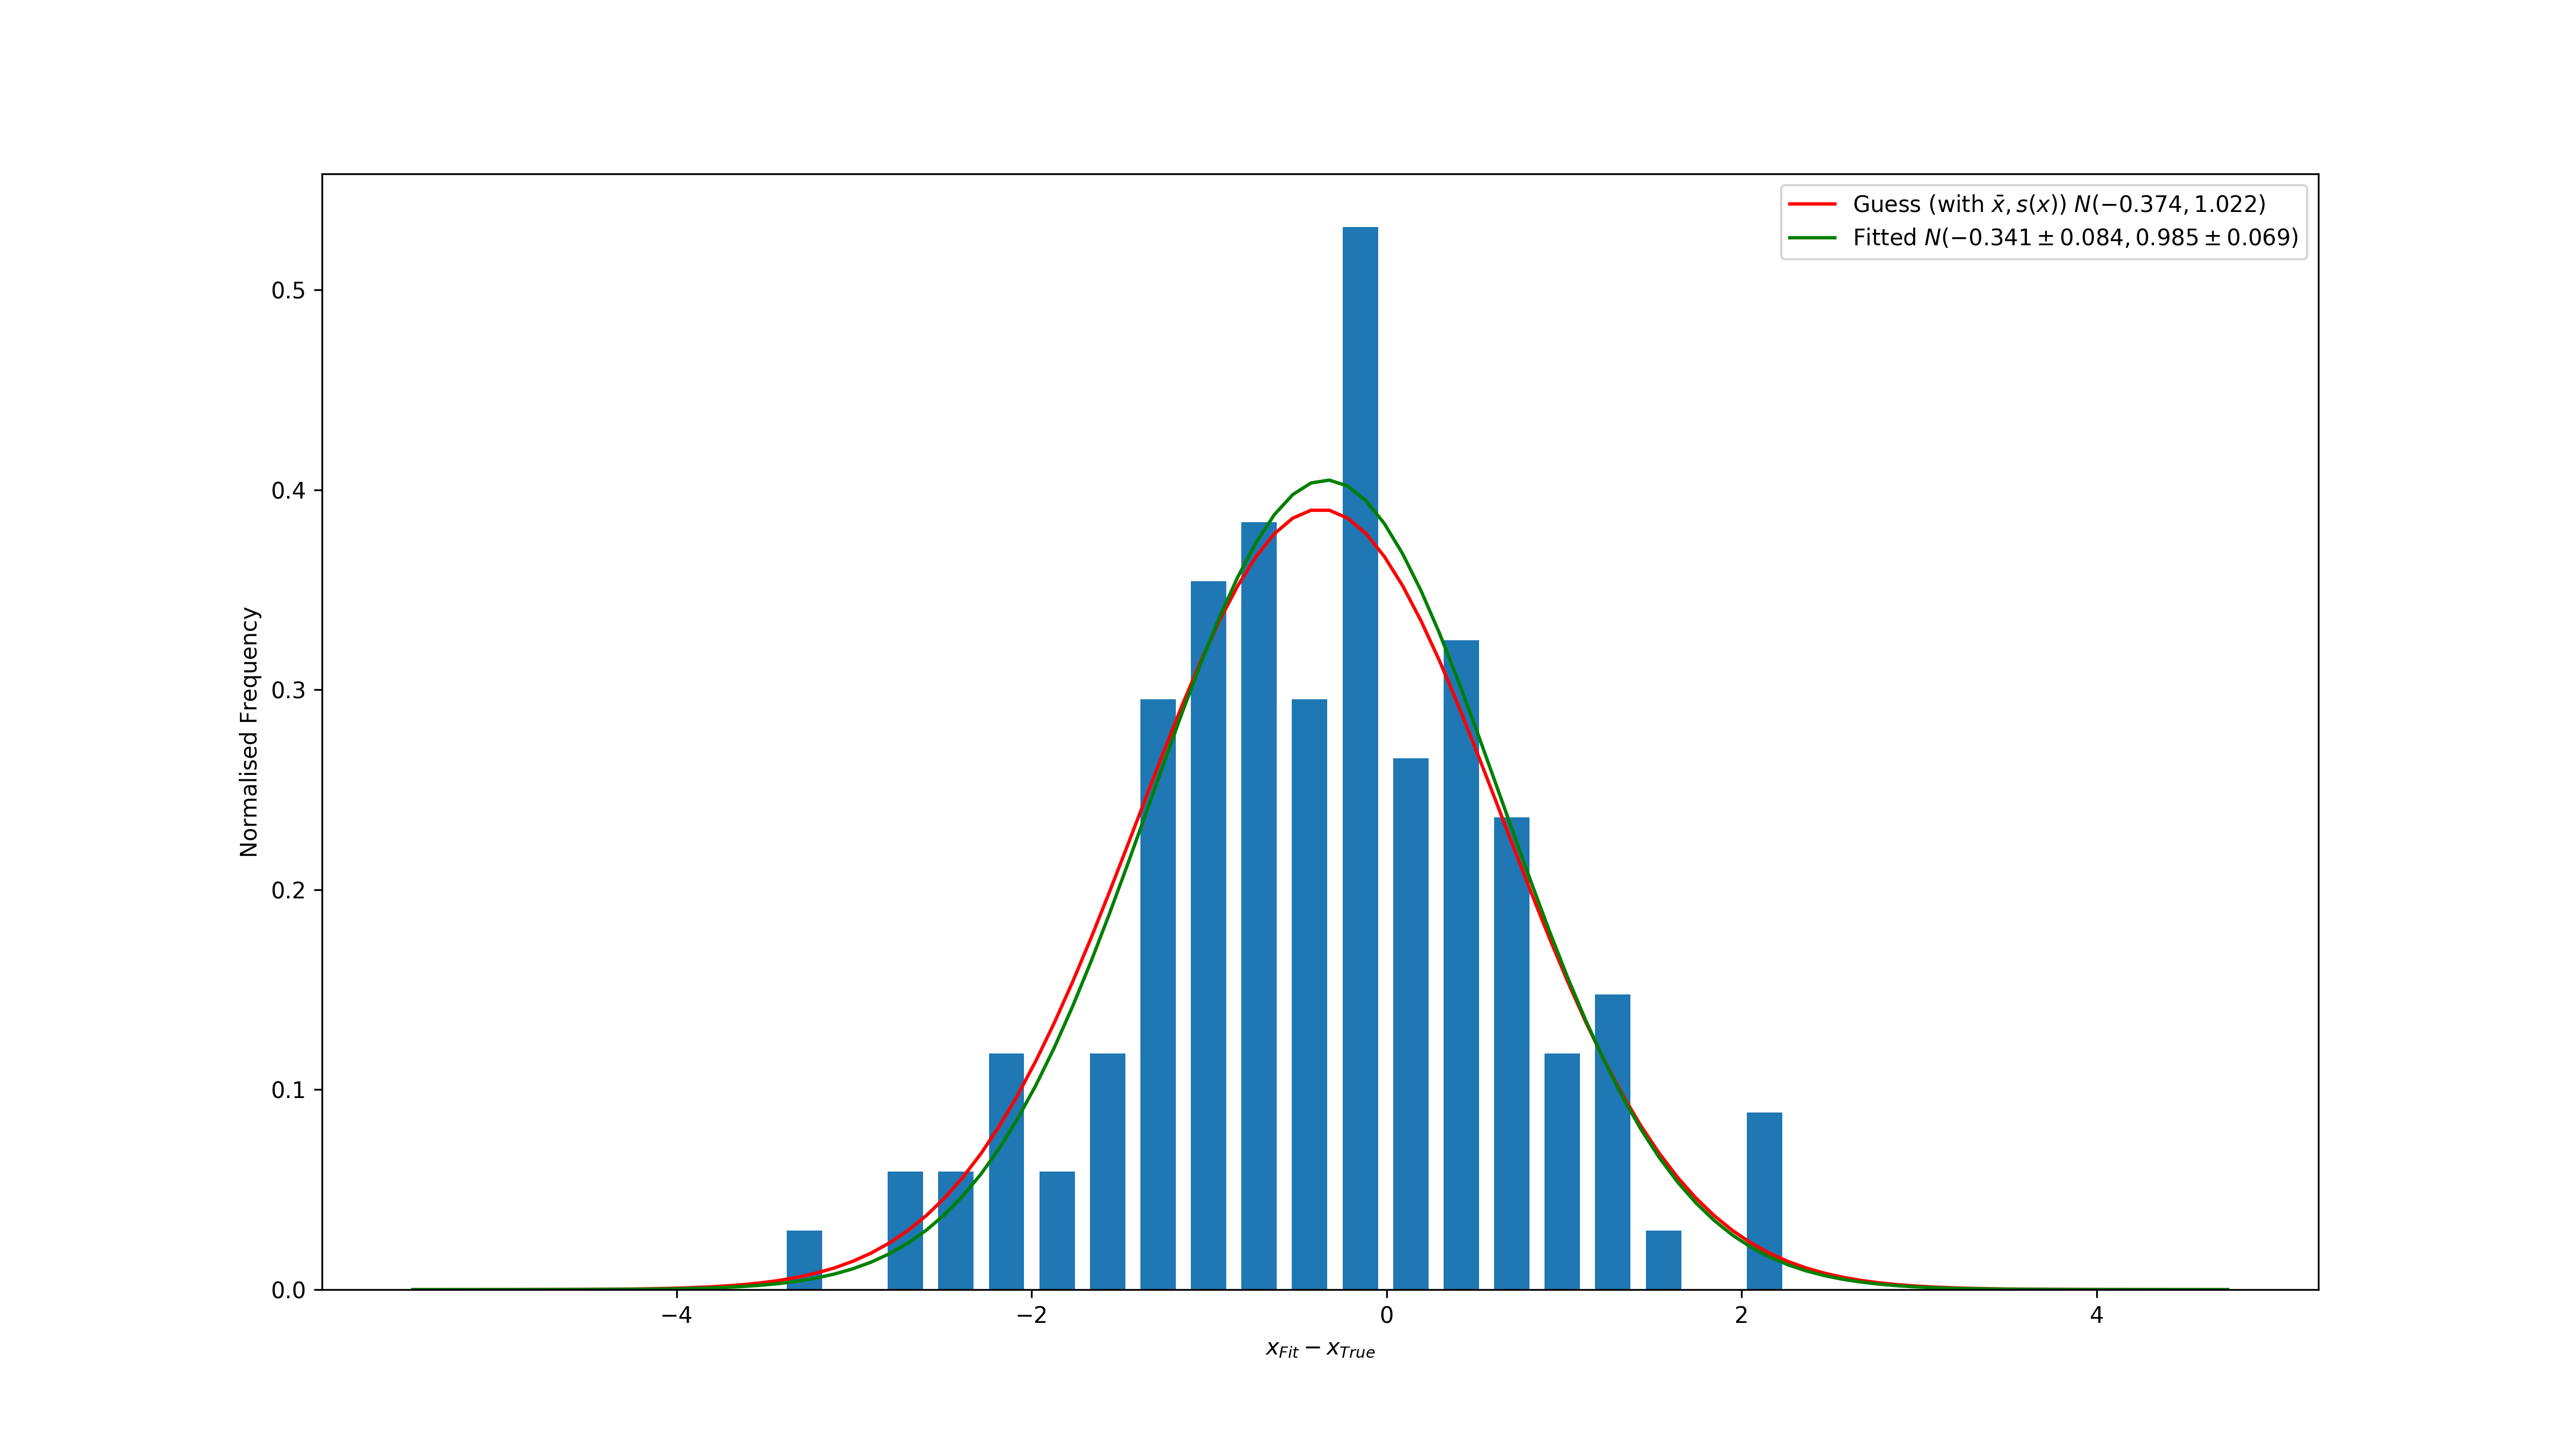 Guess (with x̄, s(x)) N(−0.374, 1.022)
Fitted N(−0.341 ± 0.084, 0.985 ± 0.069)
Normalised Frequency
0.5
0.4
0.3
0.2
0.1
0.0
−4 −2 0 2 4
x_Fit − x_True